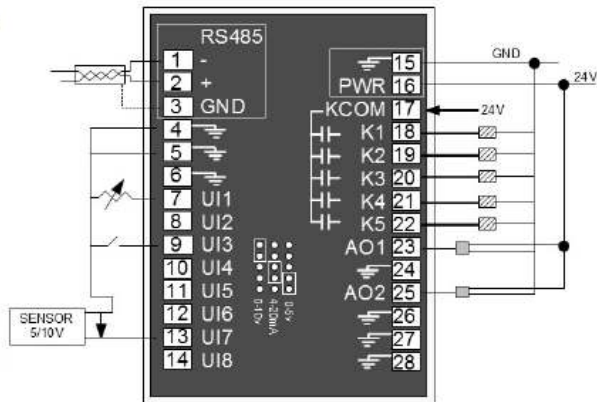 RS485
1 -
2 +
3 GND
4
5
6
7 UI1
8 UI2
9 UI3
10 UI4
11 UI5
12 UI6
13 UI7
14 UI8
SENSOR
5/10V
0-10v
4-20mA
0-5v
15 GND
PWR 16 24V
KCOM 17 24V
K1 18
K2 19
K3 20
K4 21
K5 22
AO1 23
24
AO2 25
26
27
28